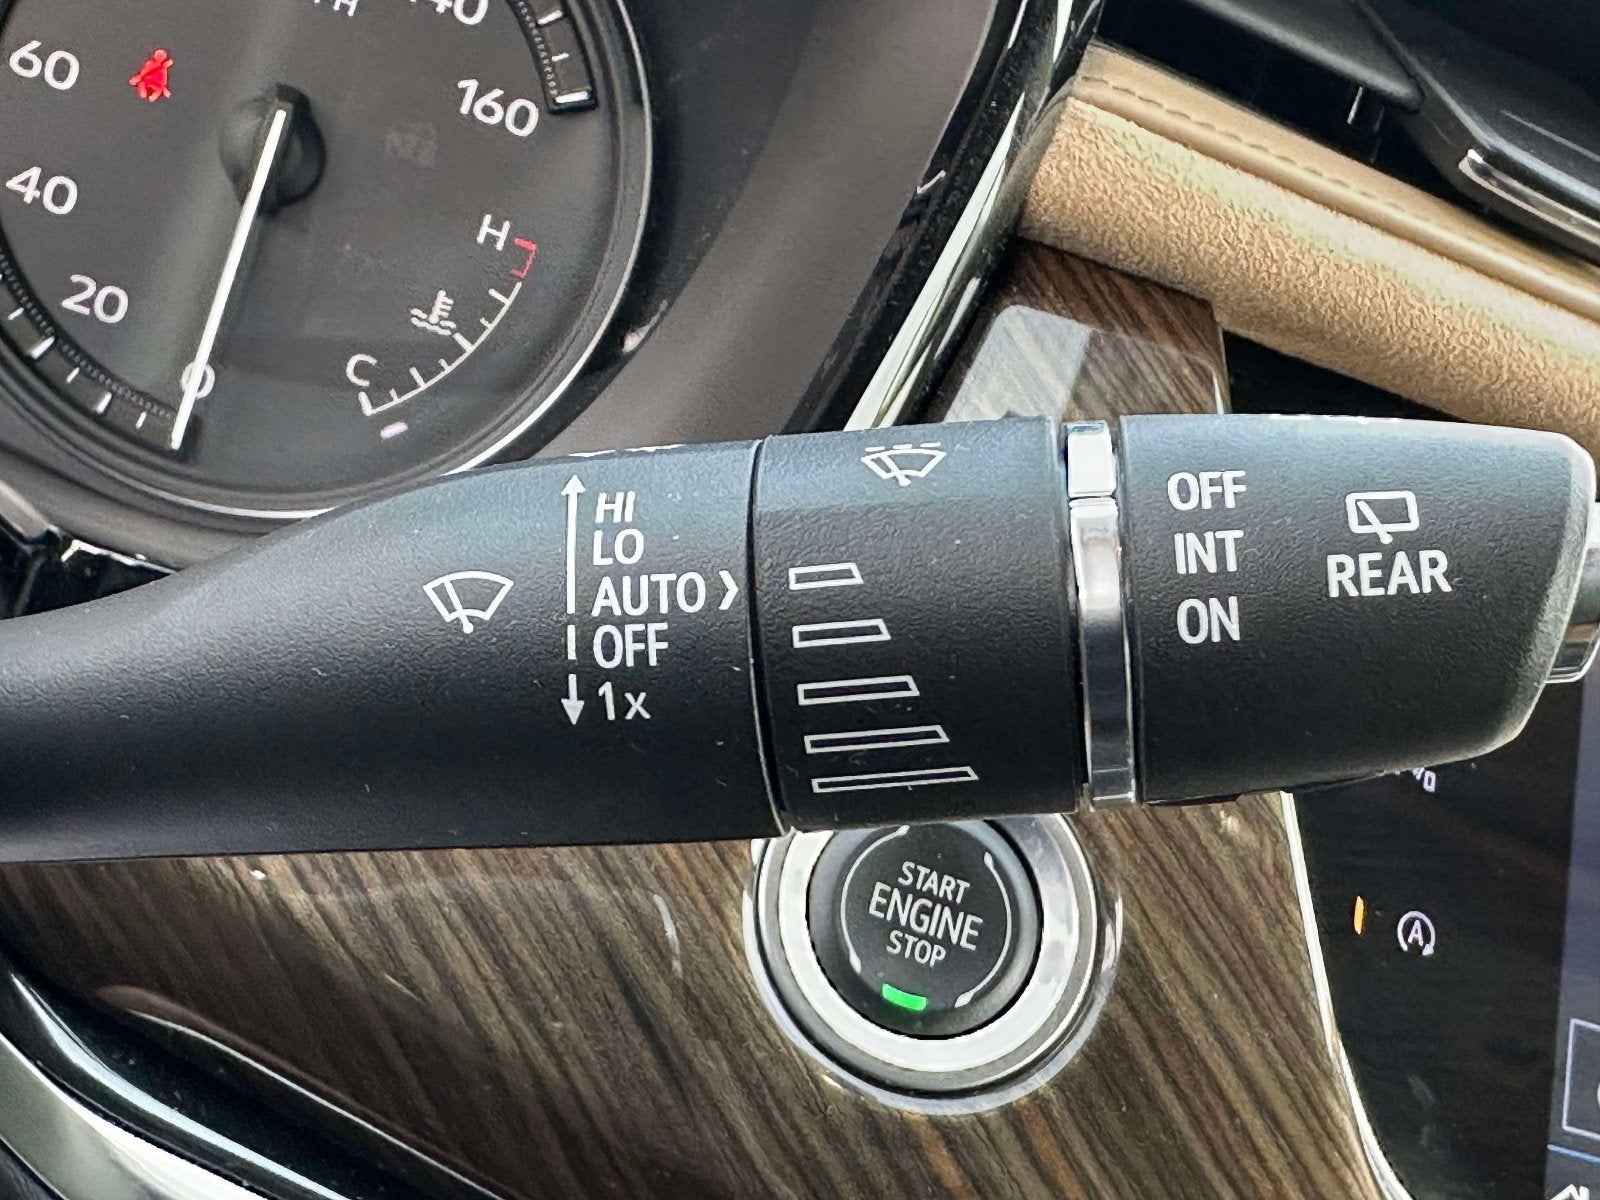 60
160
40
20
0
H
C
HI
LO
AUTO
OFF
1x
OFF
INT
ON
REAR
START
ENGINE
STOP
A